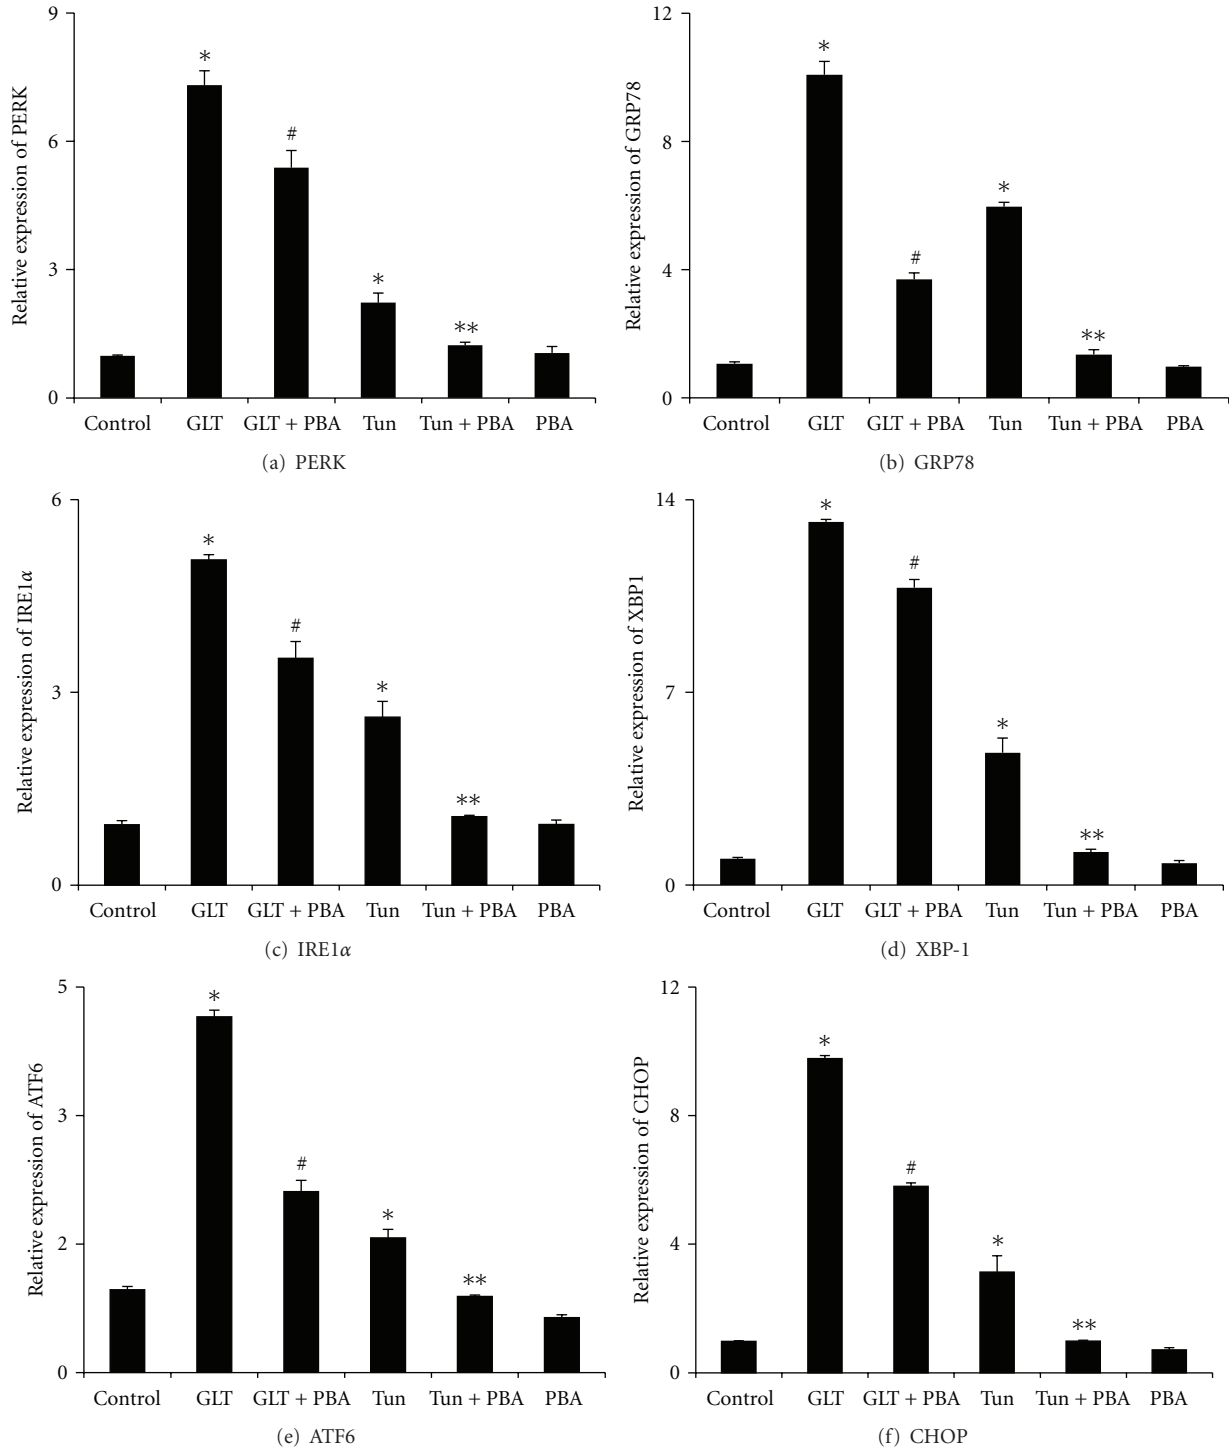 Relative expression of PERK
9
6
3
0
*
#
*
**
Control GLT GLT + PBA Tun Tun + PBA PBA
(a) PERK
Relative expression of GRP78
12
8
4
0
*
#
*
**
Control GLT GLT + PBA Tun Tun + PBA PBA
(b) GRP78
Relative expression of IRE1α
6
3
0
*
#
*
**
Control GLT GLT + PBA Tun Tun + PBA PBA
(c) IRE1α
Relative expression of XBP1
14
7
0
*
#
*
**
Control GLT GLT + PBA Tun Tun + PBA PBA
(d) XBP-1
Relative expression of ATF6
5
3
2
0
*
#
*
**
Control GLT GLT + PBA Tun Tun + PBA PBA
(e) ATF6
Relative expression of CHOP
12
8
4
0
*
#
*
**
Control GLT GLT + PBA Tun Tun + PBA PBA
(f) CHOP